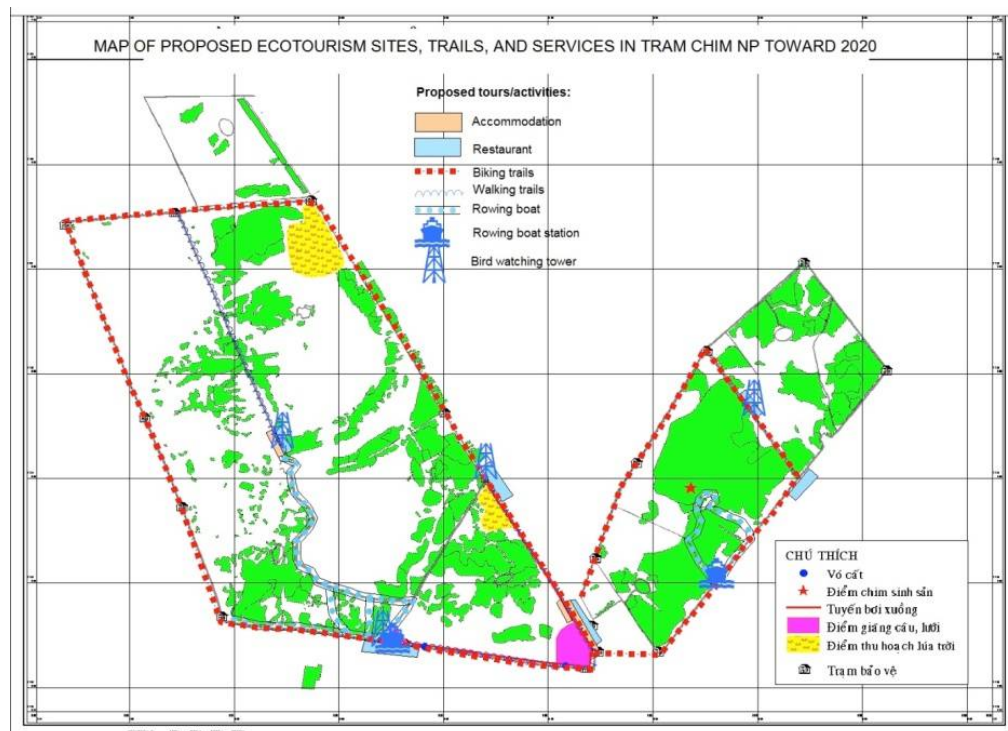 MAP OF PROPOSED ECOTOURISM SITES, TRAILS, AND SERVICES IN TRAM CHIM NP TOWARD 2020
Proposed tours/activities:
Accommodation
Restaurant
Biking trails
Walking trails
Rowing boat
Rowing boat station
Bird watching tower
CHÚ THÍCH
Vó cất
Điểm chim sinh sản
Tuyến bơi xuồng
Điểm giăng câu, lưới
Điểm thu hoạch lúa trời
Trạm bảo vệ